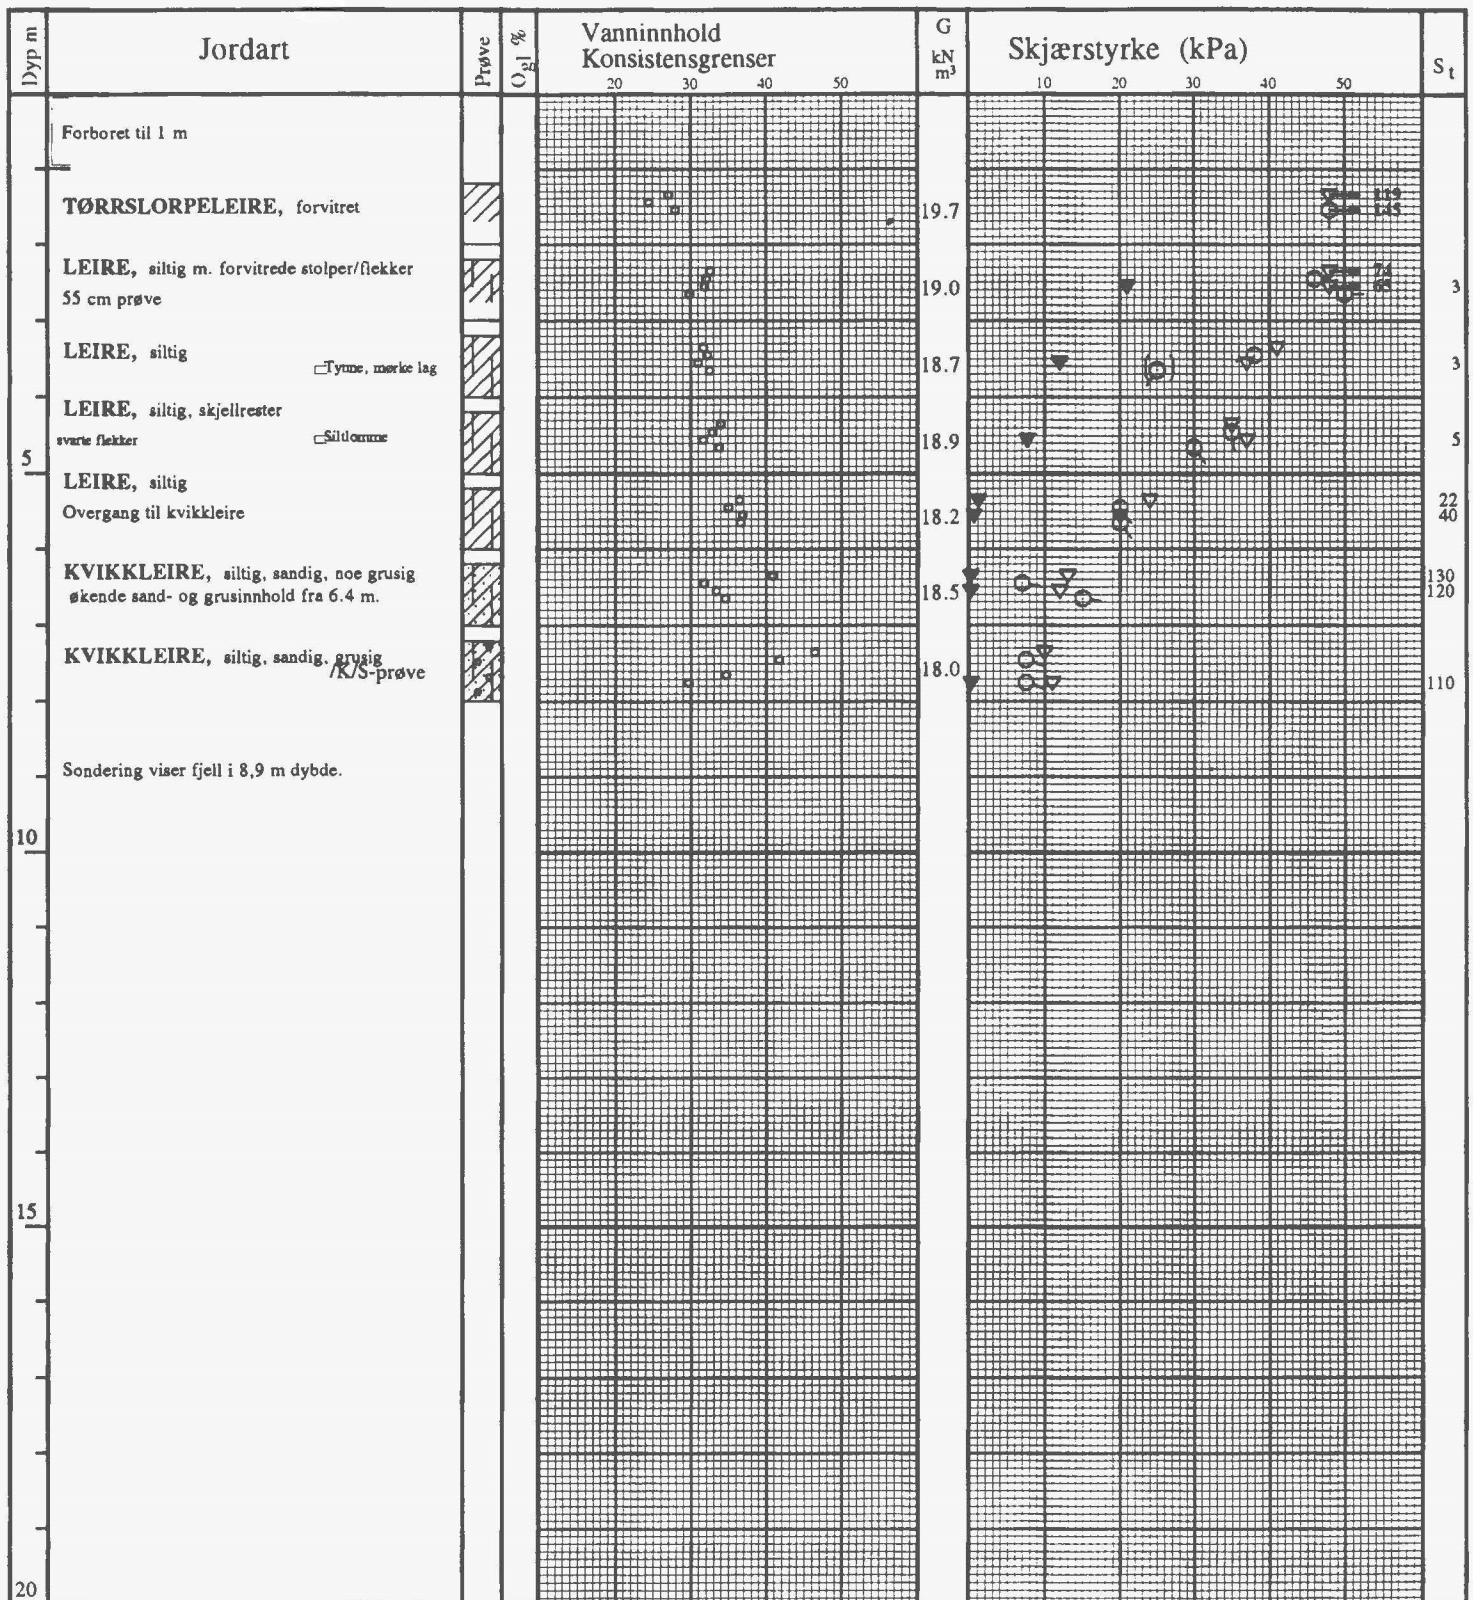 Dyp m
Jordart
Prøve
O gl %
Vanninnhold
Konsistensgrenser
20 30 40 50
G
kN
m³
Skjærstyrke (kPa)
10 20 30 40 50
S t
Forboret til 1 m
TØRRSLORPELEIRE, forvitret
19.7
119
145
LEIRE, siltig m. forvitrede stolper/flekker
55 cm prøve
19.0
74
65
3
LEIRE, siltig
Tynne, mørke lag
18.7
3
LEIRE, siltig, skjellrester
svarte flekker
Siltlomme
18.9
5
5
LEIRE, siltig
Overgang til kvikkleire
18.2
22
40
KVIKKLEIRE, siltig, sandig, noe grusig
økende sand- og grusinnhold fra 6.4 m.
18.5
130
120
KVIKKLEIRE, siltig, sandig, grusig
/K/S-prøve
18.0
110
Sondering viser fjell i 8,9 m dybde.
10
15
20